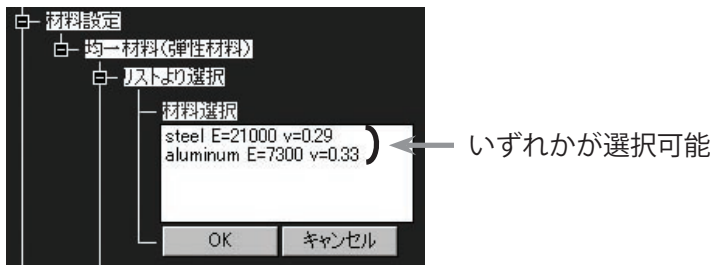 材料設定
均一材料(弾性材料)
リストより選択
材料選択
steel E=21000 v=0.29
aluminum E=7300 v=0.33
いずれかが選択可能
OK キャンセル